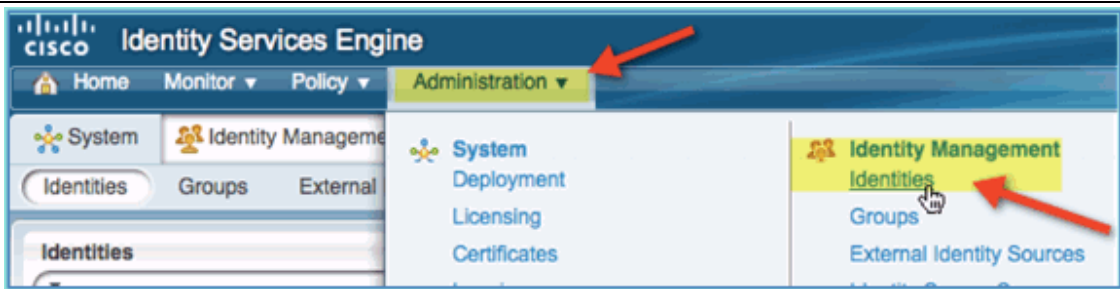 CISCO Identity Services Engine
Home Monitor ▾ Policy ▾ Administration ▾
System Identity Manageme
Identities Groups External
Identities
System
Deployment
Licensing
Certificates
Identity Management
Identities
Groups
External Identity Sources